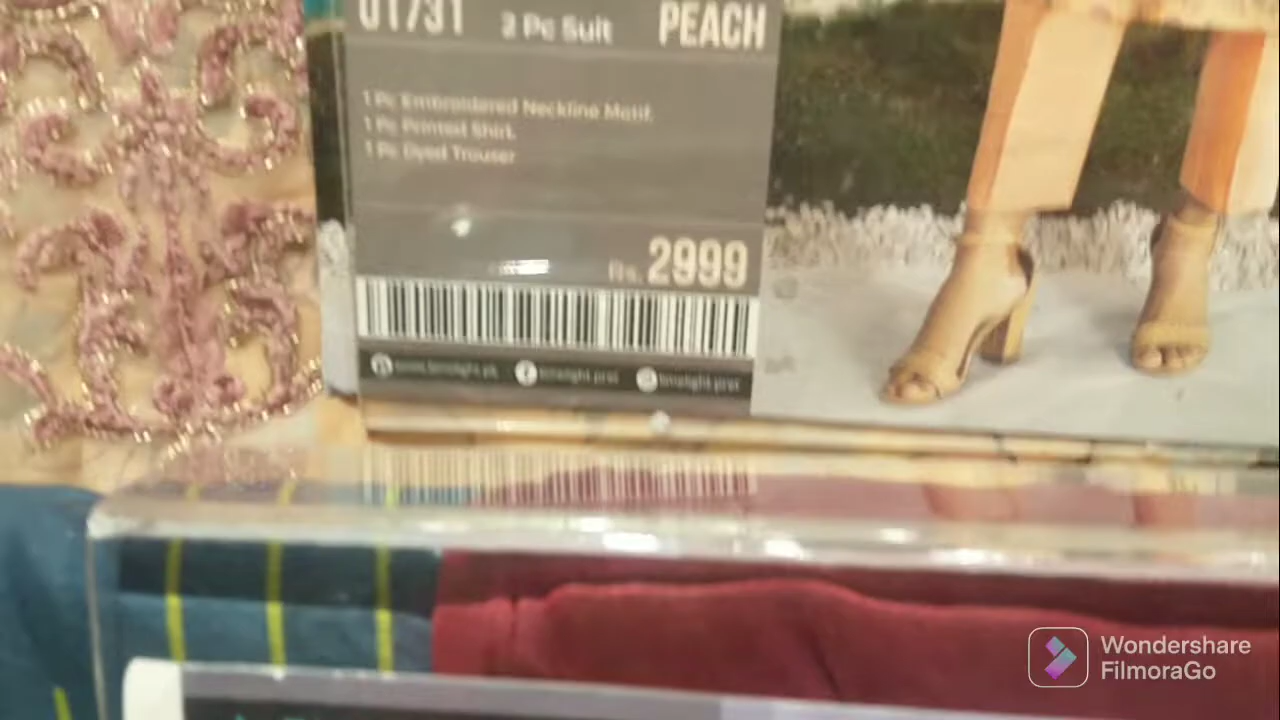 2 Pc Suit PEACH
1 Pc Embroidered Neckline Motif.
1 Pc Printed Shirt.
1 Pc Dyed Trouser
Rs. 2999
Wondershare
FilmoraGo